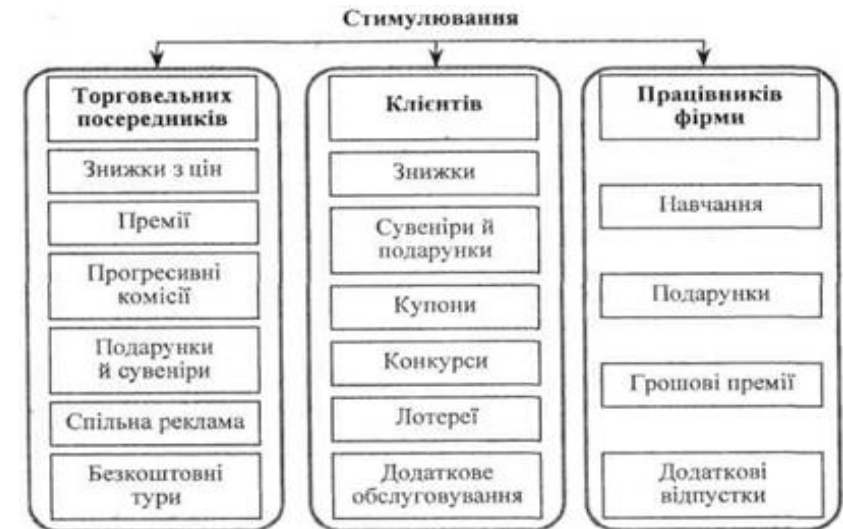 Стимулювання
Торговельних
посередників
Знижки з цін
Премії
Прогресивні
комісії
Подарунки
й сувеніри
Спільна реклама
Безкоштовні
тури
Клієнтів
Знижки
Сувеніри й
подарунки
Купони
Конкурси
Лотереї
Додаткове
обслуговування
Працівників
фірми
Навчання
Подарунки
Грошові премії
Додаткові
відпустки